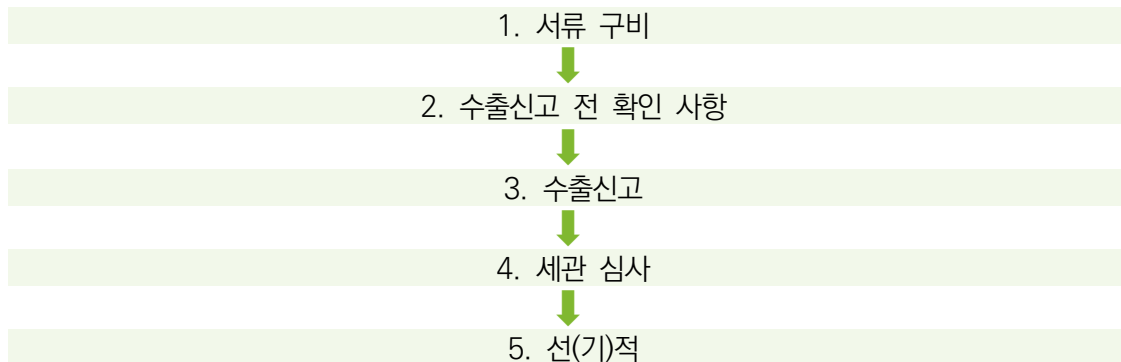 1. 서류 구비
2. 수출신고 전 확인 사항
3. 수출신고
4. 세관 심사
5. 선(기)적